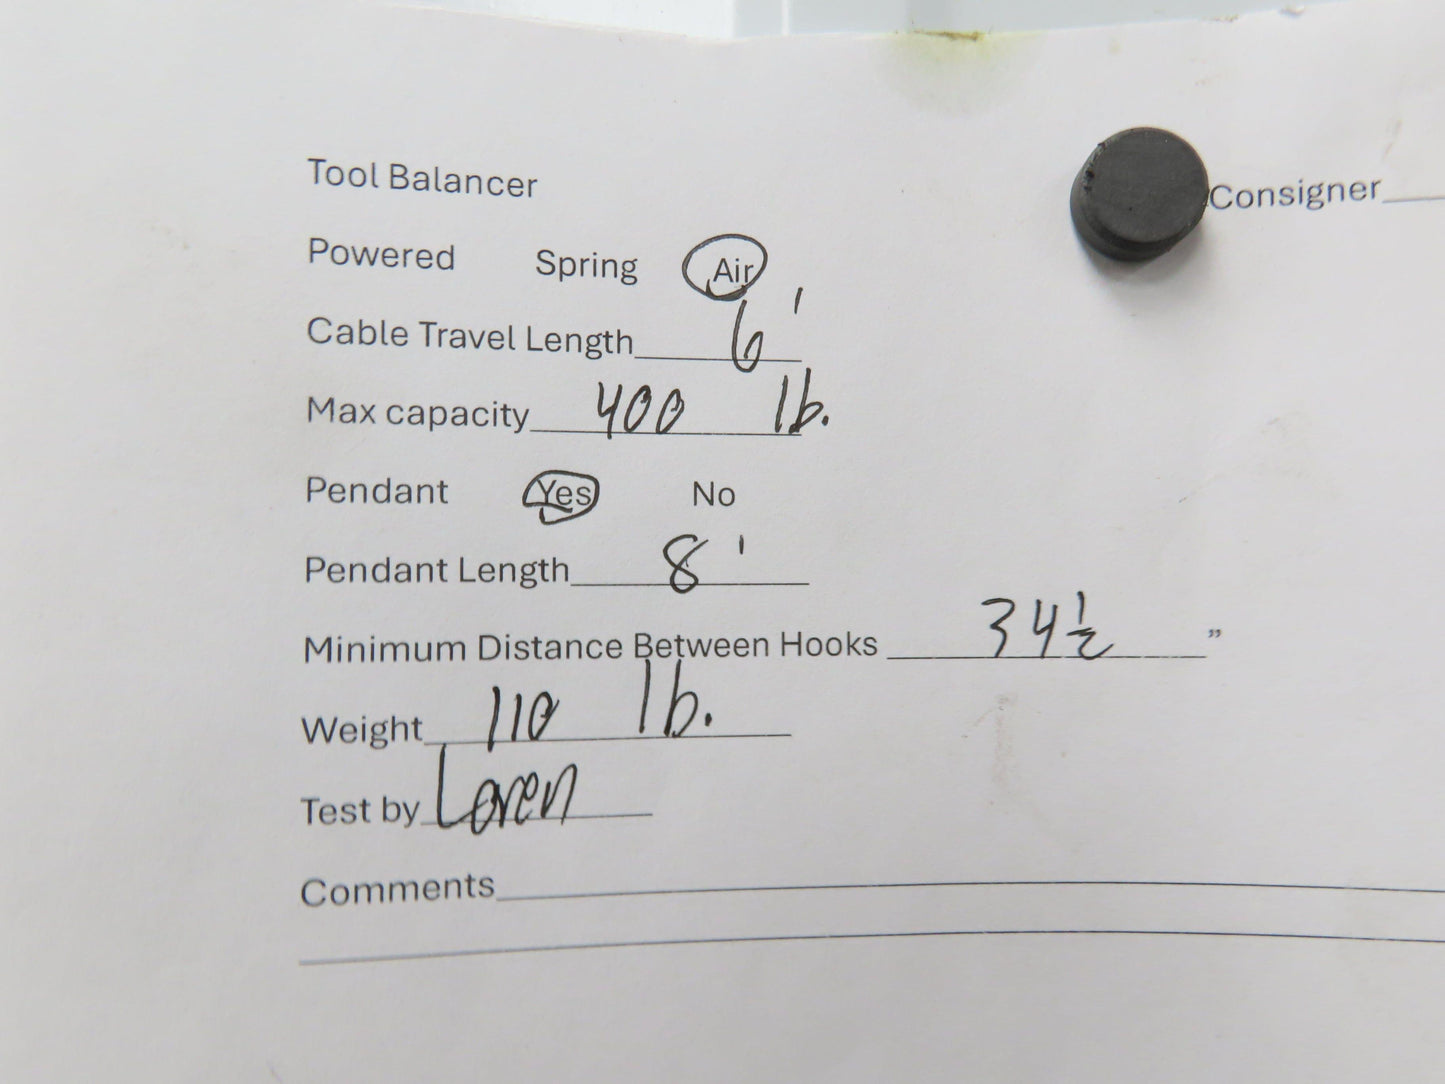 Tool Balancer Consigner
Powered Spring Air
Cable Travel Length 6'
Max capacity 400 lb.
Pendant Yes No
Pendant Length 8'
Minimum Distance Between Hooks 34½ ”
Weight 110 lb.
Test by Loren
Comments